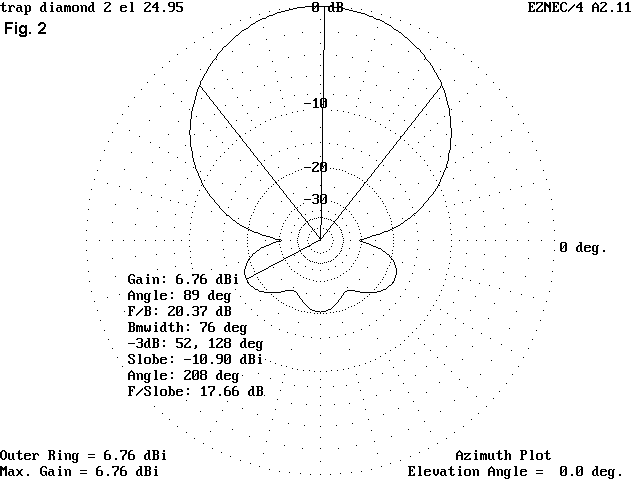 trap diamond 2 el 24.95
0 dB
EZNEC/4 A2.11
Fig. 2
-10
-20
-30
0 deg.
Gain: 6.76 dBi
Angle: 89 deg
F/B: 20.37 dB
Bmwidth: 76 deg
-3dB: 52, 128 deg
Slobe: -10.90 dBi
Angle: 208 deg
F/Slobe: 17.66 dB
Outer Ring = 6.76 dBi
Max. Gain = 6.76 dBi
Azimuth Plot
Elevation Angle = 0.0 deg.